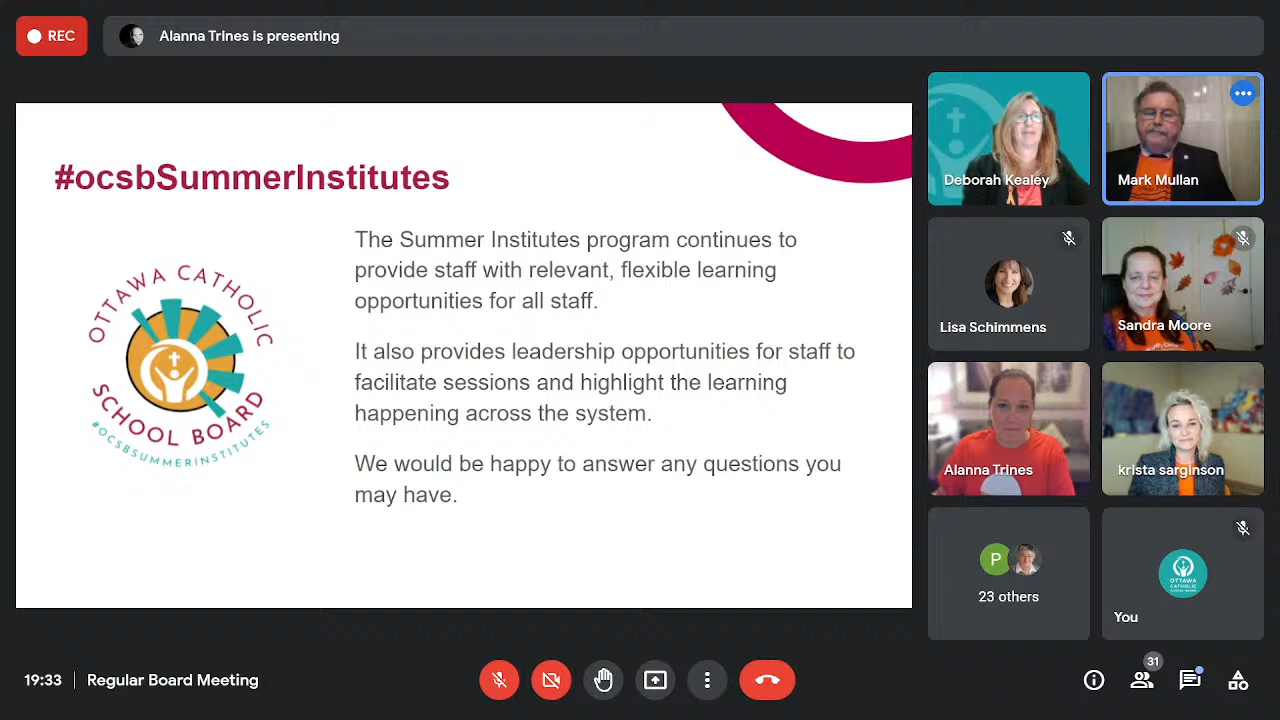 REC
Alanna Trines is presenting
#ocsbSummerInstitutes
OTTAWA CATHOLIC
SCHOOL BOARD
#OCSBSUMMERINSTITUTES
The Summer Institutes program continues to
provide staff with relevant, flexible learning
opportunities for all staff.
It also provides leadership opportunities for staff to
facilitate sessions and highlight the learning
happening across the system.
We would be happy to answer any questions you
may have.
Deborah Kealey
Mark Mullan
Lisa Schimmens
Sandra Moore
Alanna Trines
krista sarginson
P
23 others
OTTAWA
CATHOLIC
You
19:33
Regular Board Meeting
31